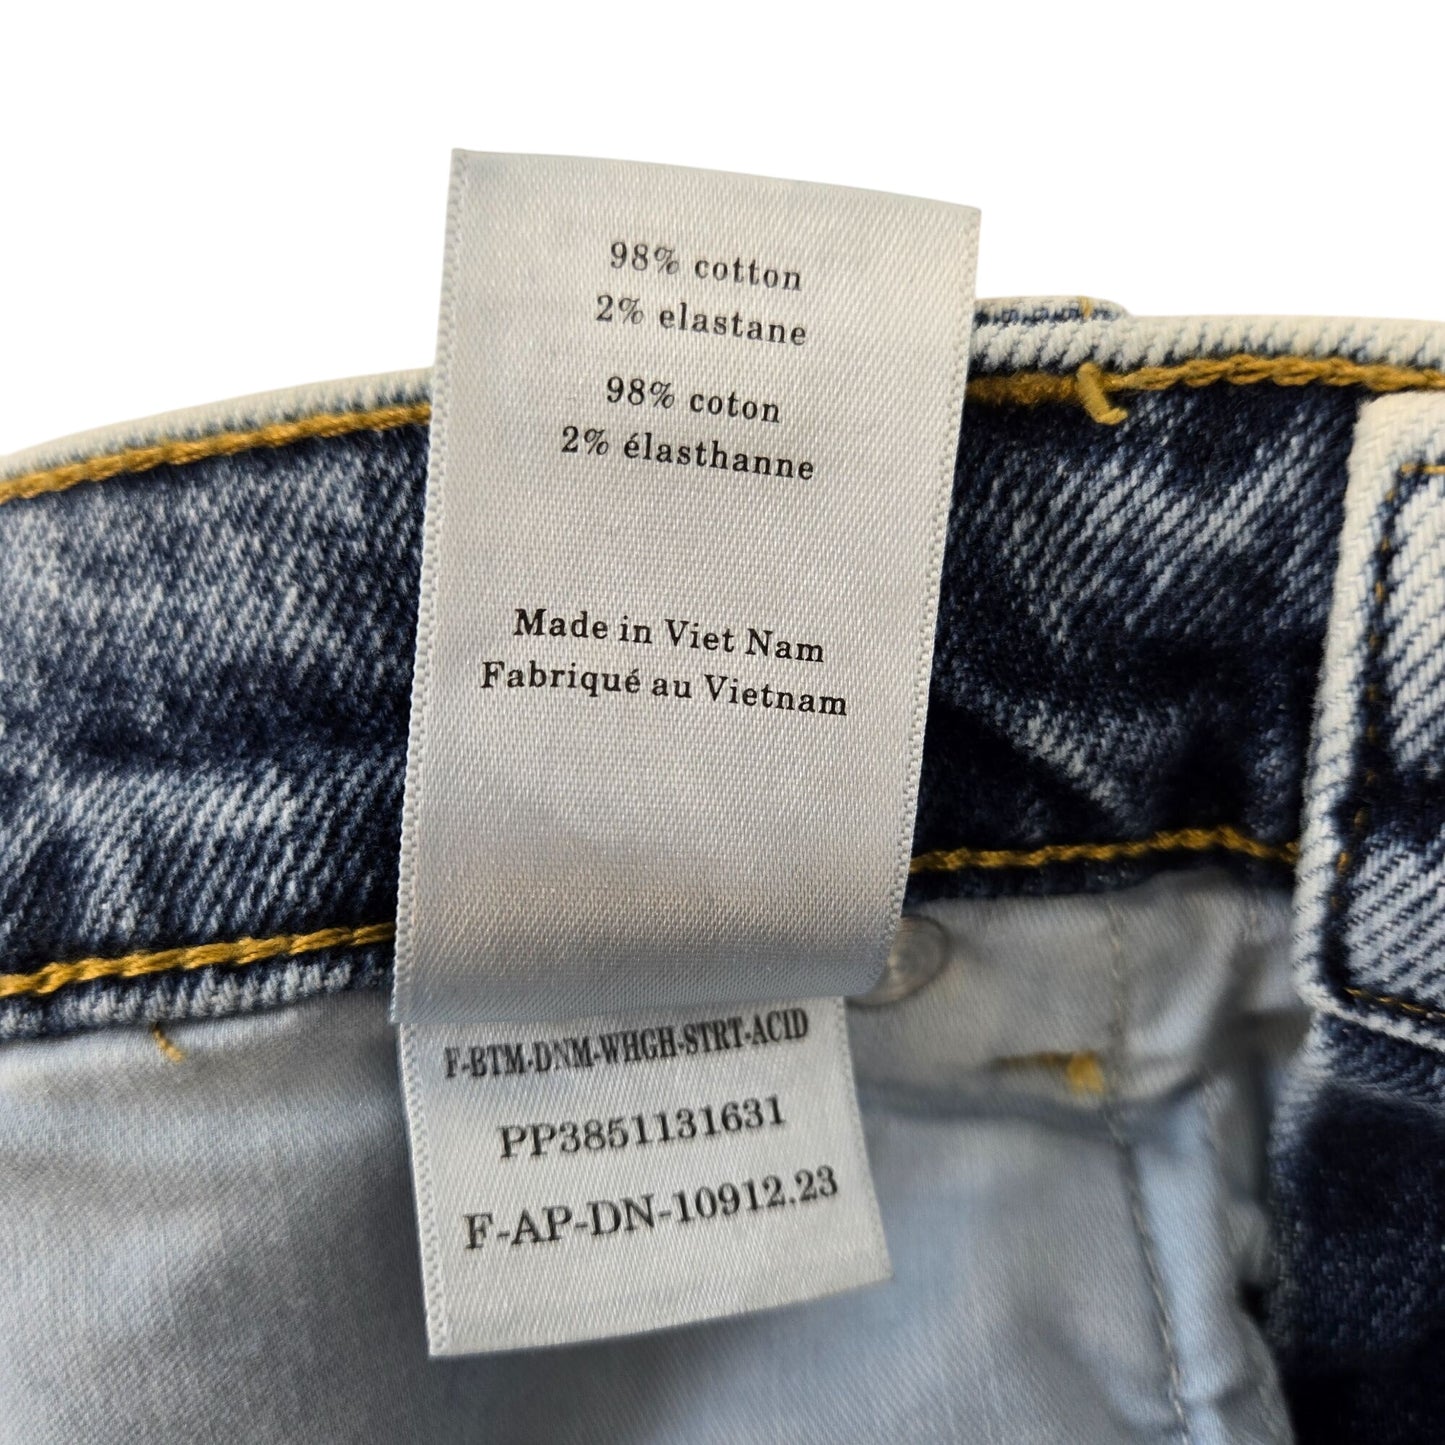 98% cotton
2% elastane
98% coton
2% élasthanne
Made in Viet Nam
Fabriqué au Vietnam
F-BTM-DNM-WHGH-STRT-ACID
PP3851131631
F-AP-DN-10912.23